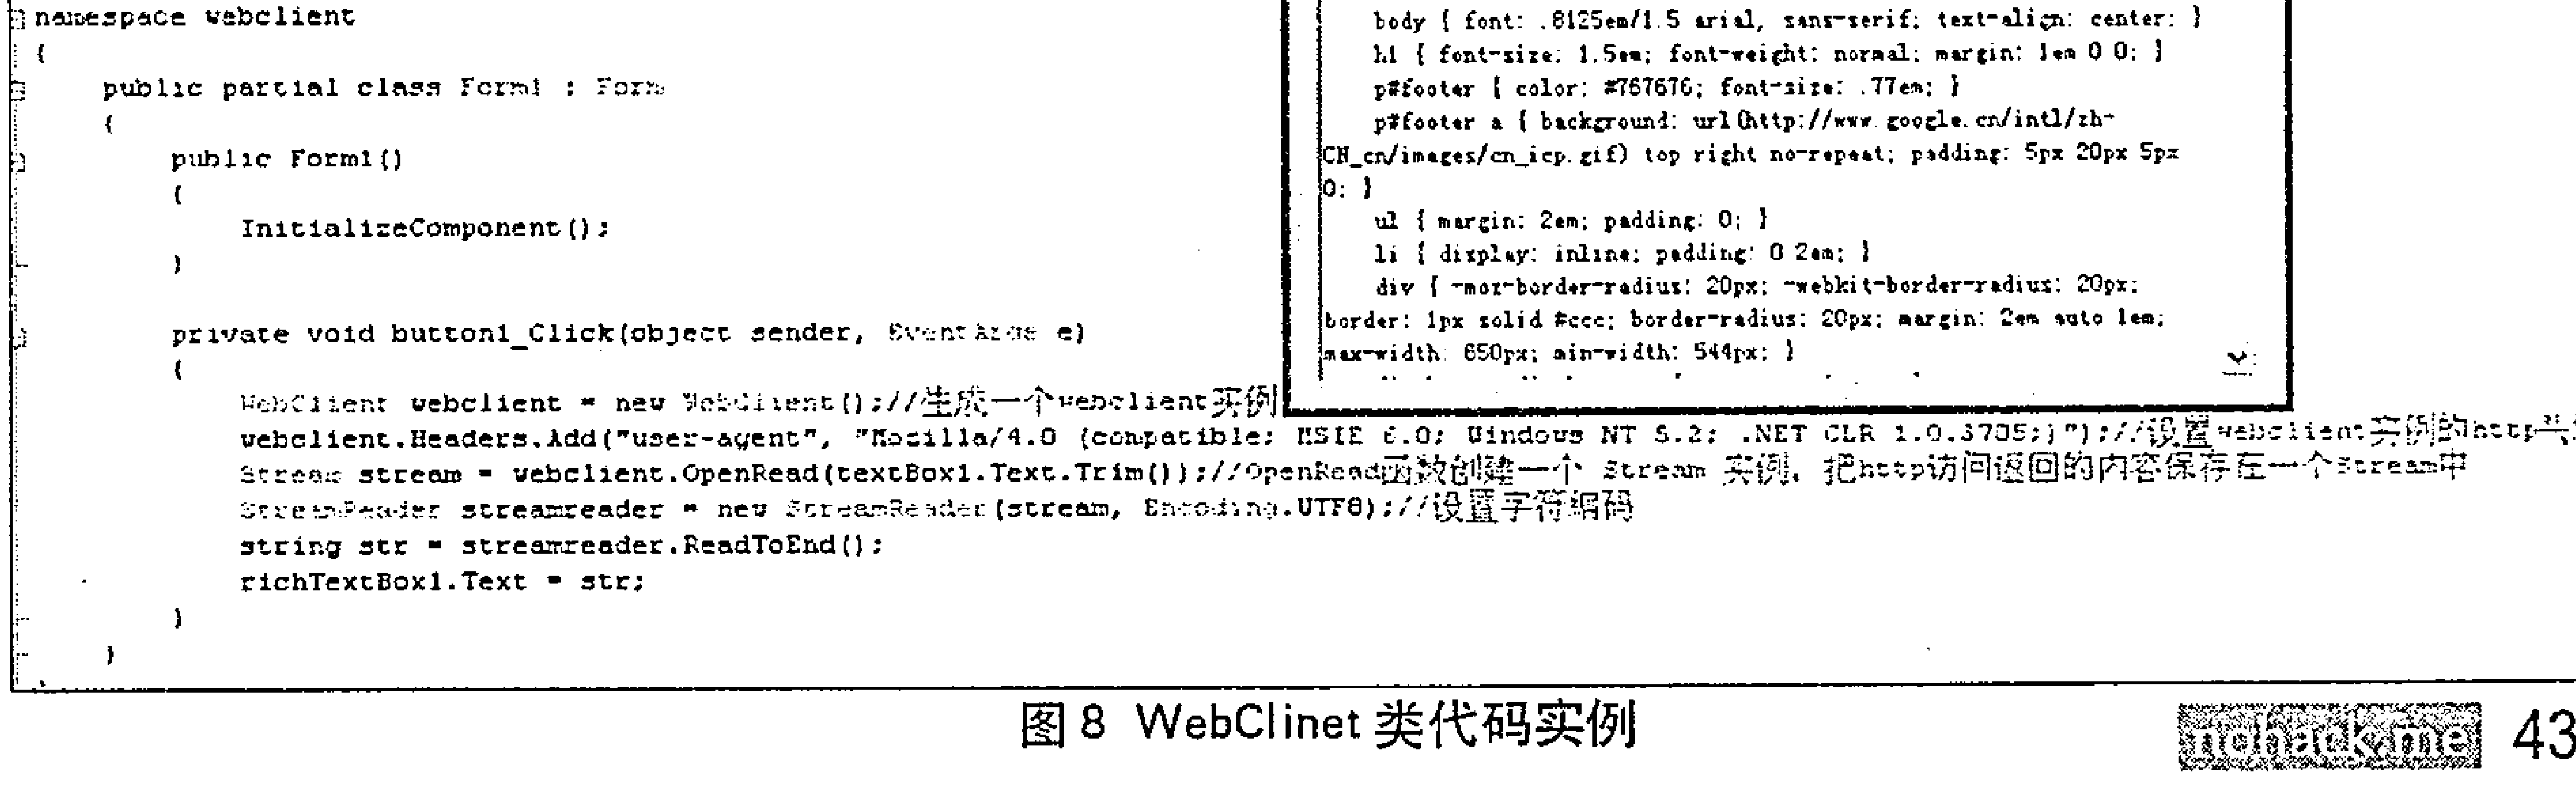 namespace webclient
{
public partial class Form1 : Form
{
public Form1()
{
InitializeComponent();
}
private void button1_Click(object sender, EventArgs e)
{
WebClient webclient = new WebClient();//生成一个webclient实例
webclient.Headers.Add("user-agent", "Mozilla/4.0 (compatible; MSIE 6.0; Windows NT 5.2; .NET CLR 1.0.3705;)");//设置webclient实例的http头
Stream stream = webclient.OpenRead(textBox1.Text.Trim());//OpenRead函数创建一个 Stream 实例, 把http访问返回的内容保存在一个Stream中
StreamReader streamreader = new StreamReader(stream, Encoding.UTF8);//设置字符编码
string str = streamreader.ReadToEnd();
richTextBox1.Text = str;
}
}
body { font: .8125em/1.5 arial, sans-serif; text-align: center; }
h1 { font-size: 1.5em; font-weight: normal; margin: 1em 0 0; }
p#footer { color: #767676; font-size: .77em; }
p#footer a { background: url(http://www.google.cn/intl/zh-
CN_cn/images/cn_icp.gif) top right no-repeat; padding: 5px 20px 5px
0; }
ul { margin: 2em; padding: 0; }
li { display: inline; padding: 0 2em; }
div { -moz-border-radius: 20px; -webkit-border-radius: 20px;
border: 1px solid #ccc; border-radius: 20px; margin: 2em auto 1em;
max-width: 650px; min-width: 544px; }
图 8 WebClinet 类代码实例
nohack.me 43